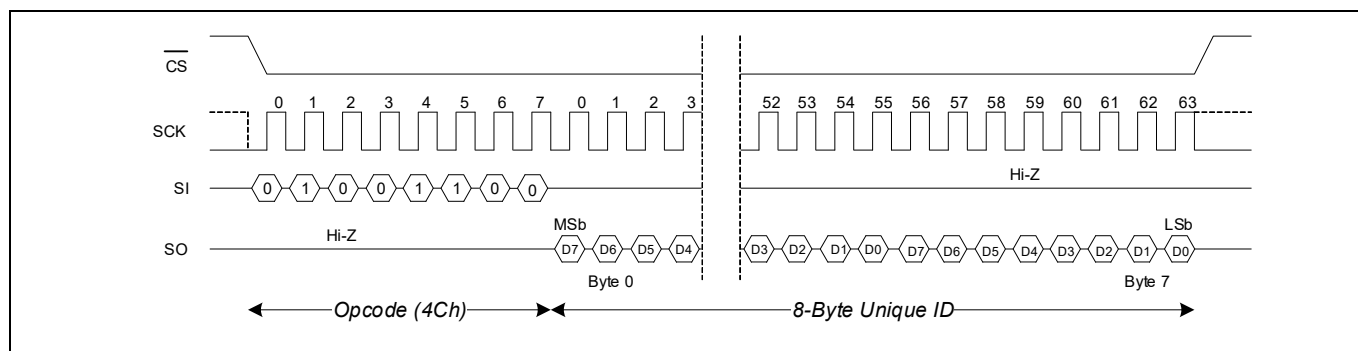 CS
0 1 2 3 4 5 6 7 0 1 2 3 52 53 54 55 56 57 58 59 60 61 62 63
SCK
Hi-Z
SI 0 1 0 0 1 1 0 0
MSb LSb
Hi-Z
SO D7 D6 D5 D4 D3 D2 D1 D0 D7 D6 D5 D4 D3 D2 D1 D0
Byte 0 Byte 7
Opcode (4Ch) 8-Byte Unique ID